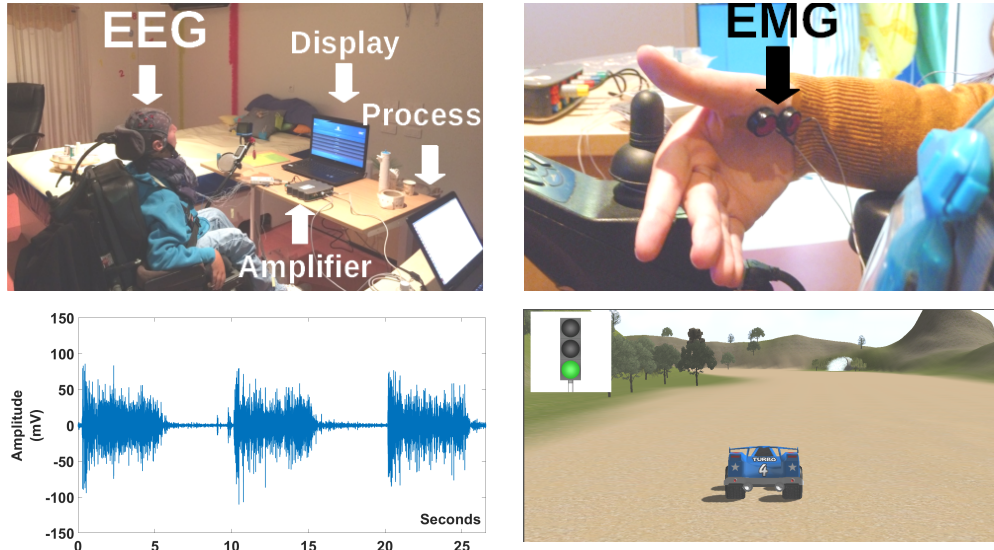 EEG
Display
Process
Amplifier
EMG
150
100
50
0
-50
-100
-150
Amplitude
(mV)
Seconds
0 5 10 15 20 25
TURBO
4